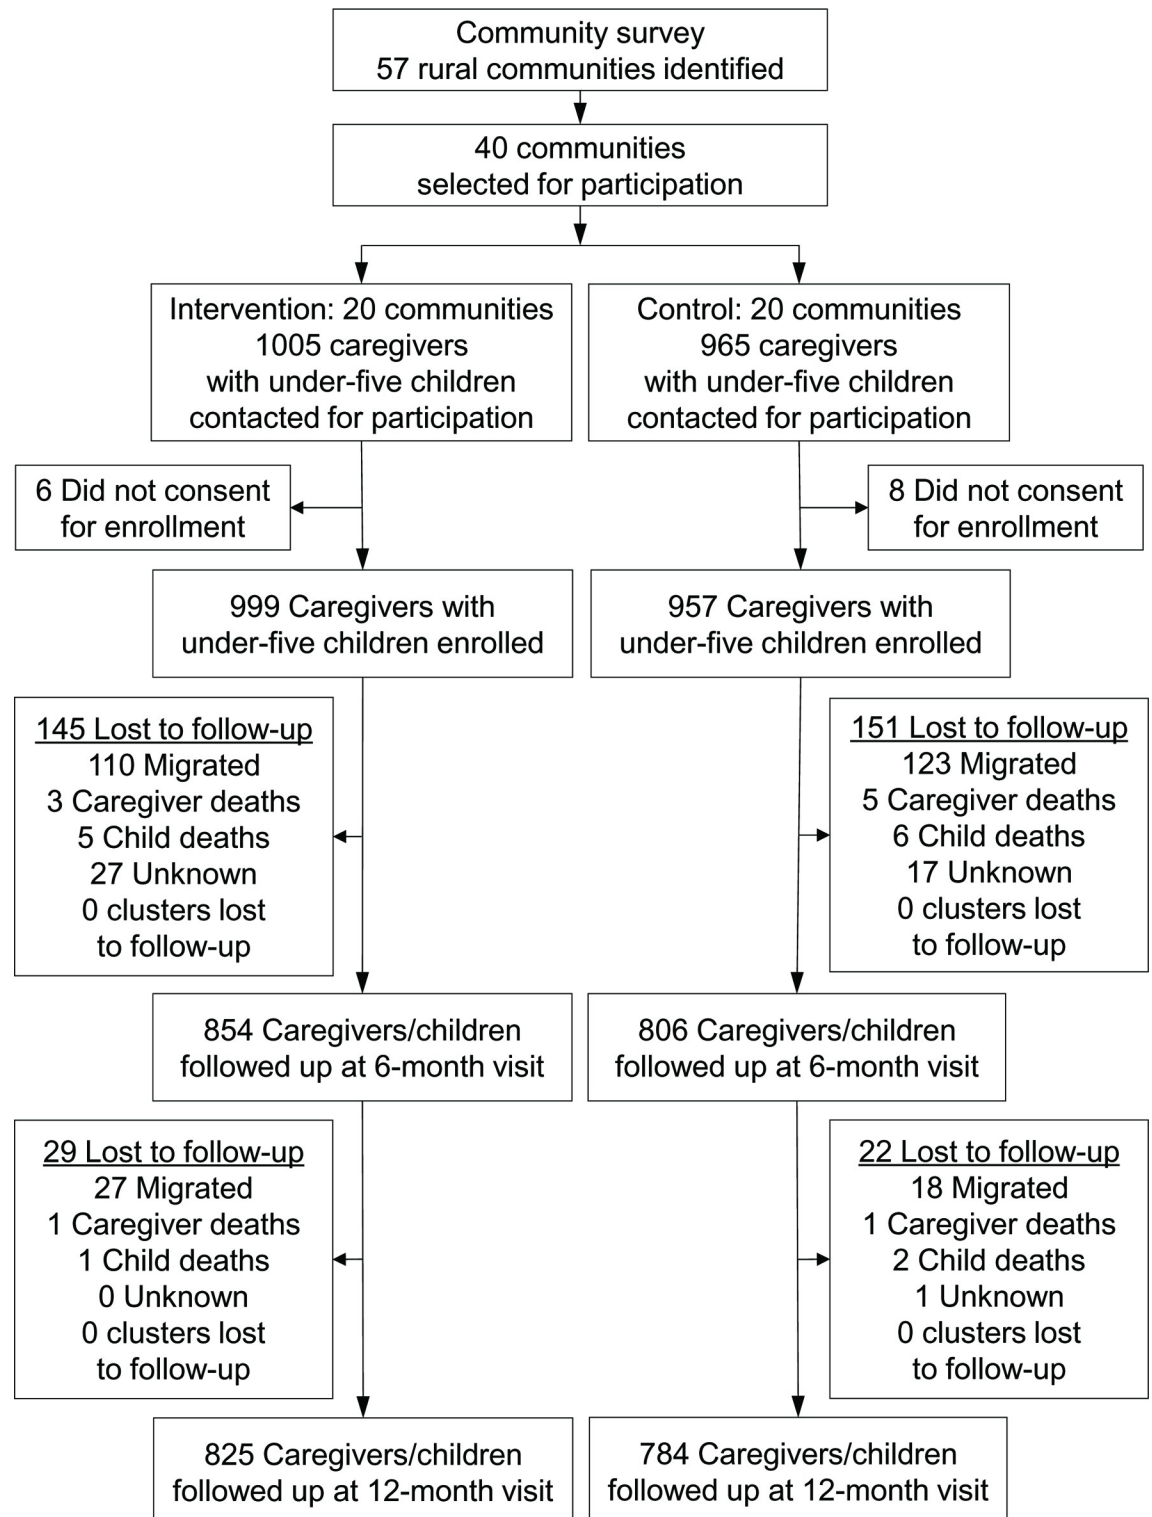 Community survey
57 rural communities identified
40 communities
selected for participation
Intervention: 20 communities
1005 caregivers
with under-five children
contacted for participation
Control: 20 communities
965 caregivers
with under-five children
contacted for participation
6 Did not consent
for enrollment
8 Did not consent
for enrollment
999 Caregivers with
under-five children enrolled
957 Caregivers with
under-five children enrolled
145 Lost to follow-up
110 Migrated
3 Caregiver deaths
5 Child deaths
27 Unknown
0 clusters lost
to follow-up
151 Lost to follow-up
123 Migrated
5 Caregiver deaths
6 Child deaths
17 Unknown
0 clusters lost
to follow-up
854 Caregivers/children
followed up at 6-month visit
806 Caregivers/children
followed up at 6-month visit
29 Lost to follow-up
27 Migrated
1 Caregiver deaths
1 Child deaths
0 Unknown
0 clusters lost
to follow-up
22 Lost to follow-up
18 Migrated
1 Caregiver deaths
2 Child deaths
1 Unknown
0 clusters lost
to follow-up
825 Caregivers/children
followed up at 12-month visit
784 Caregivers/children
followed up at 12-month visit